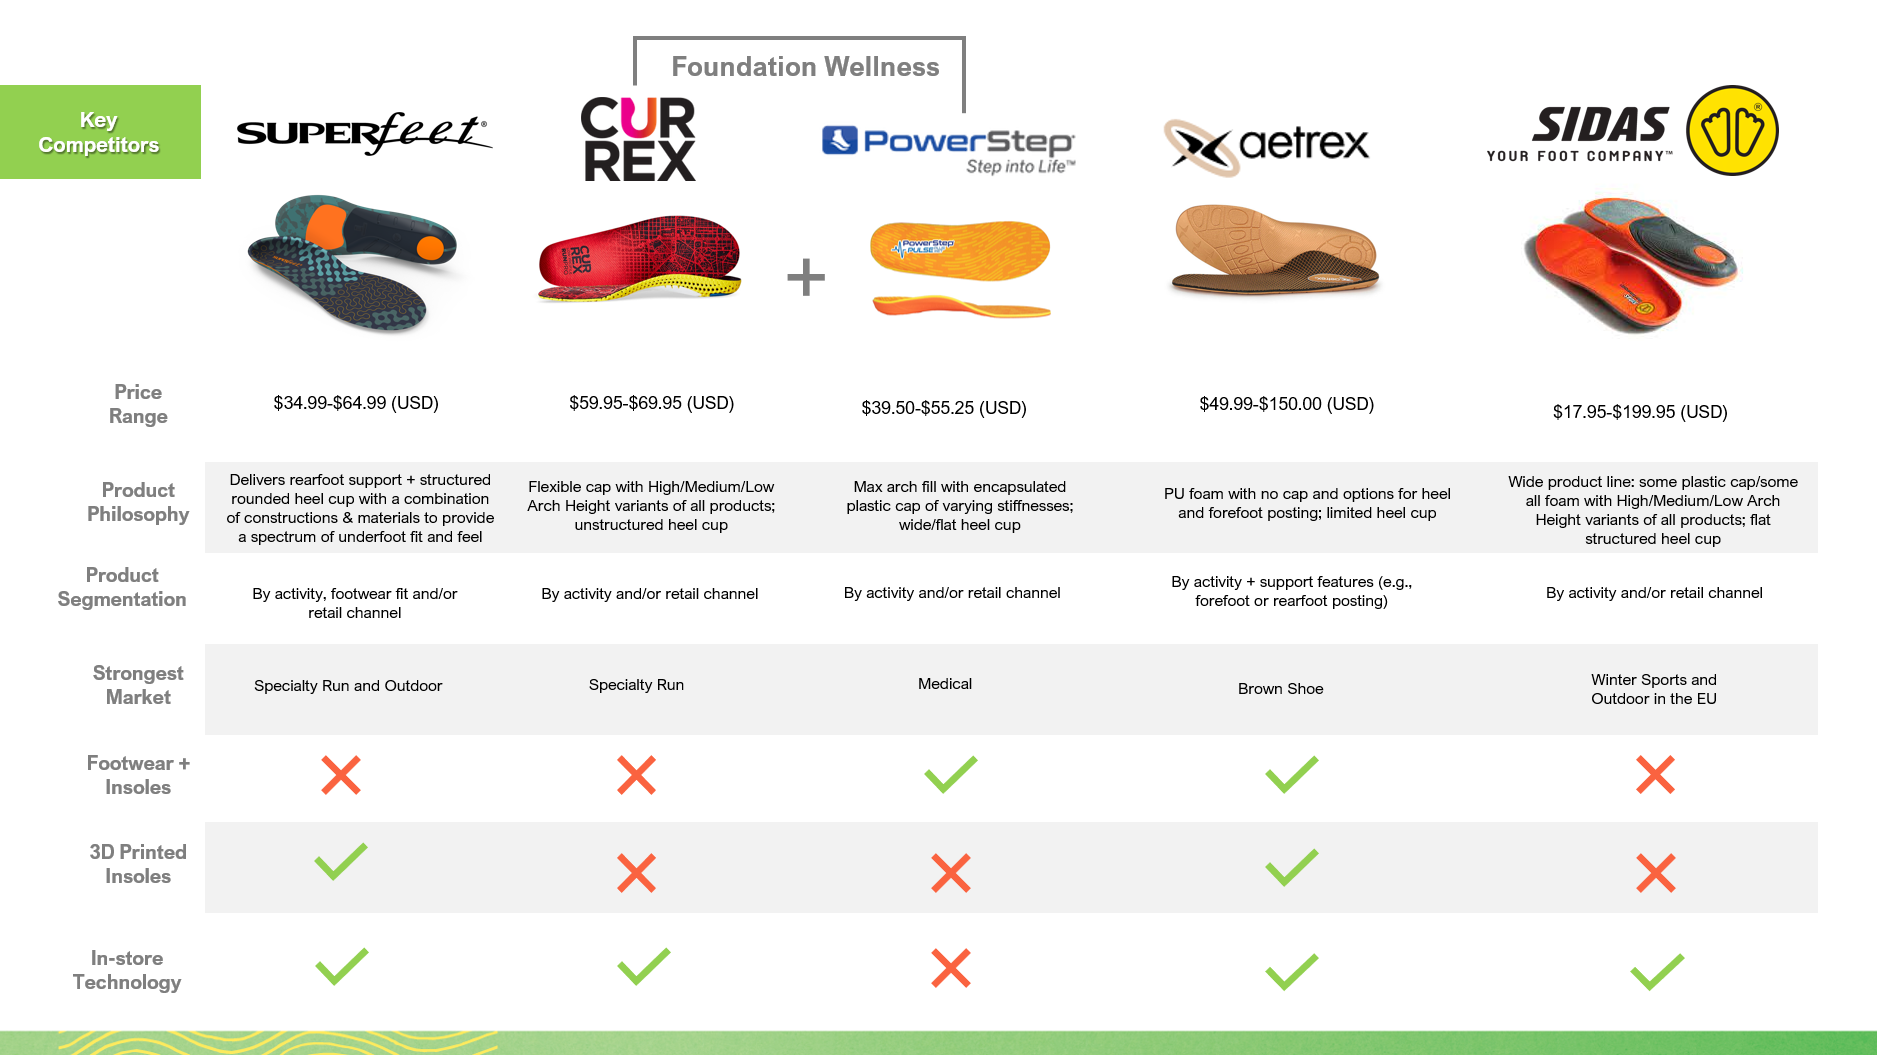 Foundation Wellness
Key
Competitors
SUPERfeet®
CUR
REX
PowerStep®
Step into Life™
aetrex
SIDAS
YOUR FOOT COMPANY™
®
CUR
REX
PowerStep
PULSE
Price
Range
$34.99-$64.99 (USD)
$59.95-$69.95 (USD)
$39.50-$55.25 (USD)
$49.99-$150.00 (USD)
$17.95-$199.95 (USD)
Product
Philosophy
Delivers rearfoot support + structured
rounded heel cup with a combination
of constructions & materials to provide
a spectrum of underfoot fit and feel
Flexible cap with High/Medium/Low
Arch Height variants of all products;
unstructured heel cup
Max arch fill with encapsulated
plastic cap of varying stiffnesses;
wide/flat heel cup
PU foam with no cap and options for heel
and forefoot posting; limited heel cup
Wide product line: some plastic cap/some
all foam with High/Medium/Low Arch
Height variants of all products; flat
structured heel cup
Product
Segmentation
By activity, footwear fit and/or
retail channel
By activity and/or retail channel
By activity and/or retail channel
By activity + support features (e.g.,
forefoot or rearfoot posting)
By activity and/or retail channel
Strongest
Market
Specialty Run and Outdoor
Specialty Run
Medical
Brown Shoe
Winter Sports and
Outdoor in the EU
Footwear +
Insoles
3D Printed
Insoles
In-store
Technology